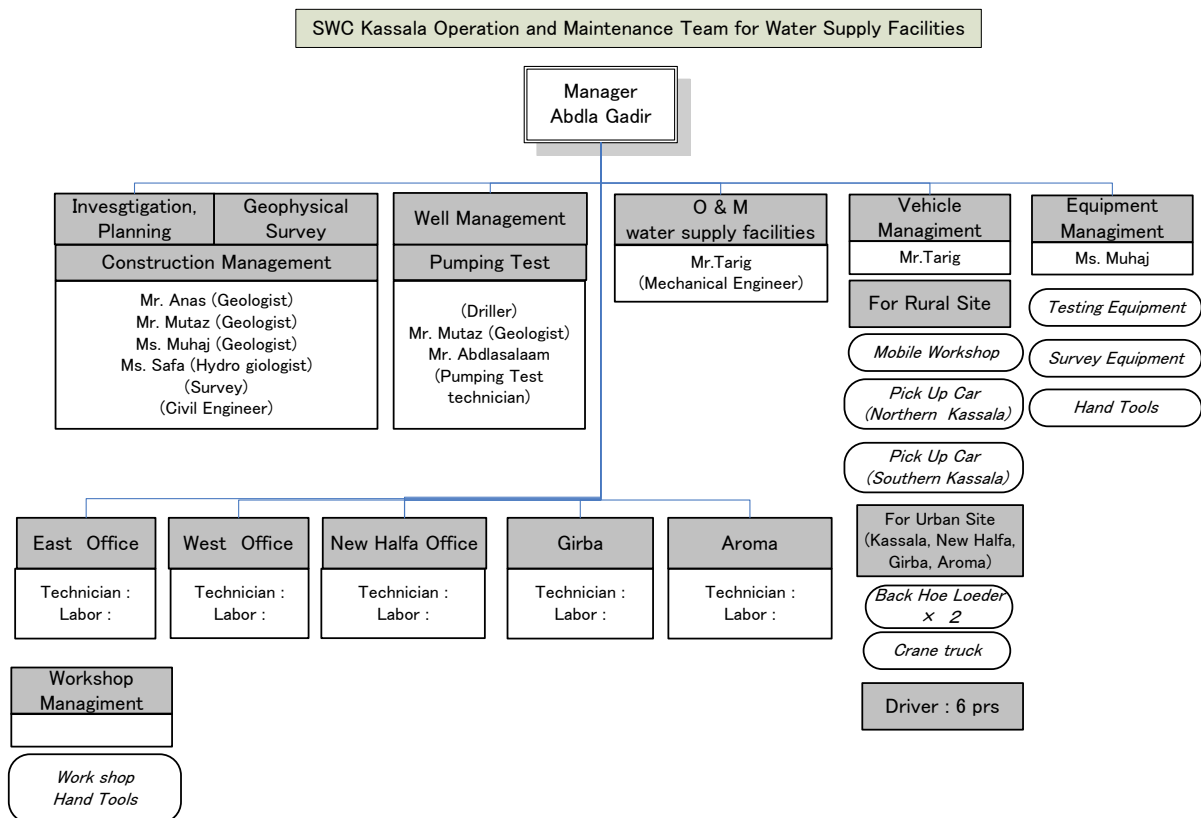 SWC Kassala Operation and Maintenance Team for Water Supply Facilities
Manager
Abdla Gadir
Invesgtigation,
Planning
Geophysical
Survey
Construction Management
Mr. Anas (Geologist)
Mr. Mutaz (Geologist)
Ms. Muhaj (Geologist)
Ms. Safa (Hydro giologist)
(Survey)
(Civil Engineer)
Well Management
Pumping Test
(Driller)
Mr. Mutaz (Geologist)
Mr. Abdlasalaam
(Pumping Test
technician)
O & M
water supply facilities
Mr.Tarig
(Mechanical Engineer)
Vehicle
Managiment
Mr.Tarig
For Rural Site
Mobile Workshop
Pick Up Car
(Northern Kassala)
Pick Up Car
(Southern Kassala)
For Urban Site
(Kassala, New Halfa,
Girba, Aroma)
Back Hoe Loeder
× 2
Crane truck
Driver : 6 prs
Equipment
Managiment
Ms. Muhaj
Testing Equipment
Survey Equipment
Hand Tools
East Office
Technician :
Labor :
West Office
Technician :
Labor :
New Halfa Office
Technician :
Labor :
Girba
Technician :
Labor :
Aroma
Technician :
Labor :
Workshop
Managiment
Work shop
Hand Tools